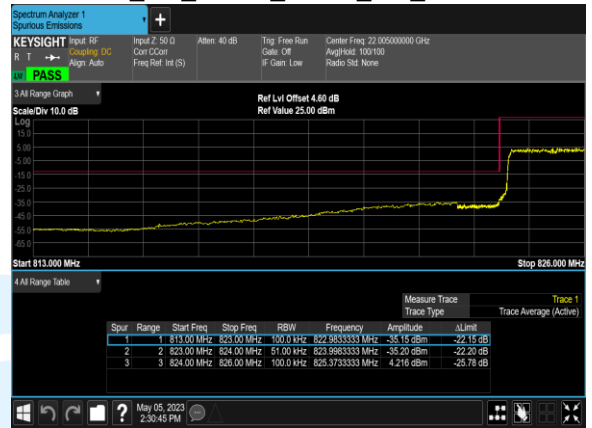 Spectrum Analyzer 1
Spurious Emissions
+
KEYSIGHT Input: RF Input Z: 50 Ω Atten: 40 dB Trig: Free Run Center Freq: 22.005000000 GHz
R T Coupling: DC Corr CCorr Gate: Off Avg|Hold: 100/100
Align: Auto Freq Ref: Int (S) IF Gain: Low Radio Std: None
PASS
3 All Range Graph
Ref Lvl Offset 4.60 dB
Scale/Div 10.0 dB Ref Value 25.00 dBm
Log
15.0
5.00
-5.00
-15.0
-25.0
-35.0
-45.0
-55.0
-65.0
Start 813.000 MHz Stop 826.000 MHz
4 All Range Table
Measure Trace Trace 1
Trace Type Trace Average (Active)
Spur Range Start Freq Stop Freq RBW Frequency Amplitude ΔLimit
1 1 813.00 MHz 823.00 MHz 100.0 kHz 822.9833333 MHz -35.15 dBm -22.15 dB
2 2 823.00 MHz 824.00 MHz 51.00 kHz 823.9983333 MHz -35.20 dBm -22.20 dB
3 3 824.00 MHz 826.00 MHz 100.0 kHz 825.3733333 MHz 4.216 dBm -25.78 dB
? May 05, 2023
2:30:45 PM